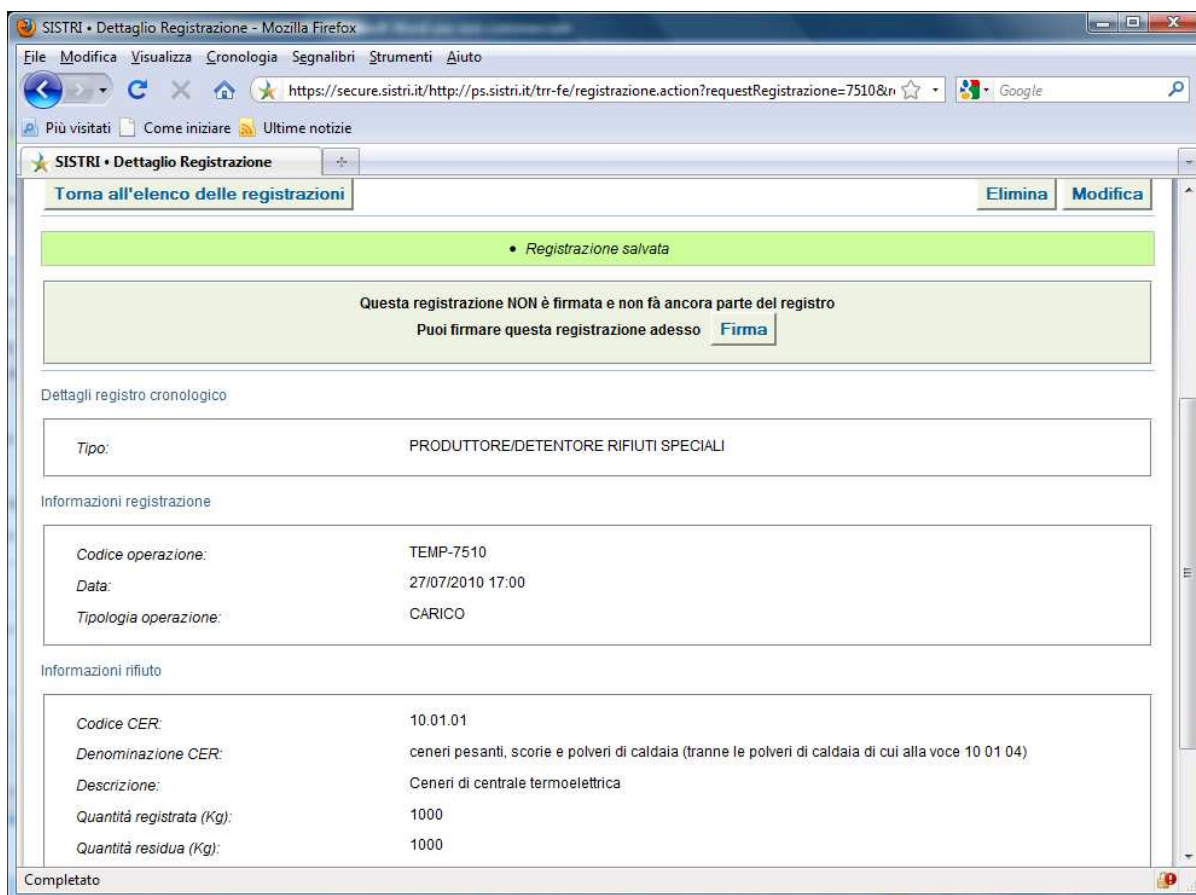 SISTRI • Dettaglio Registrazione - Mozilla Firefox
File Modifica Visualizza Cronologia Segnalibri Strumenti Aiuto
https://secure.sistri.it/http://ps.sistri.it/trr-fe/registrazione.action?requestRegistrazione=7510&r Google
Più visitati Come iniziare Ultime notizie
SISTRI • Dettaglio Registrazione
Torna all'elenco delle registrazioni Elimina Modifica
• Registrazione salvata
Questa registrazione NON è firmata e non fà ancora parte del registro
Puoi firmare questa registrazione adesso Firma
Dettagli registro cronologico
Tipo: PRODUTTORE/DETENTORE RIFIUTI SPECIALI
Informazioni registrazione
Codice operazione: TEMP-7510
Data: 27/07/2010 17:00
Tipologia operazione: CARICO
Informazioni rifiuto
Codice CER: 10.01.01
Denominazione CER: ceneri pesanti, scorie e polveri di caldaia (tranne le polveri di caldaia di cui alla voce 10 01 04)
Descrizione: Ceneri di centrale termoelettrica
Quantità registrata (Kg): 1000
Quantità residua (Kg): 1000
Completato